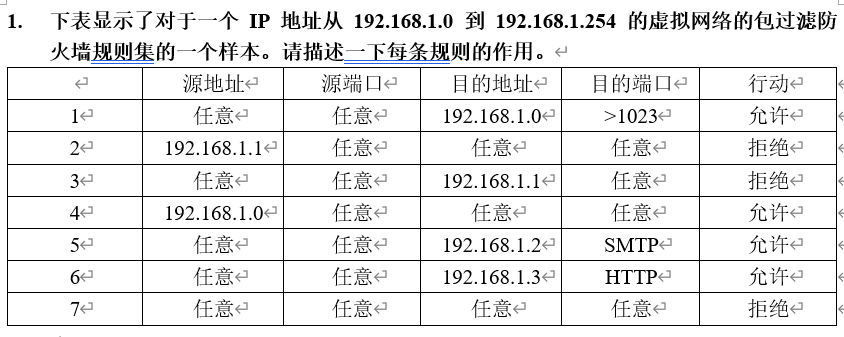 1. 下表显示了对于一个 IP 地址从 192.168.1.0 到 192.168.1.254 的虚拟网络的包过滤防
火墙规则集的一个样本。请描述一下每条规则的作用。
源地址 源端口 目的地址 目的端口 行动
1 任意 任意 192.168.1.0 >1023 允许
2 192.168.1.1 任意 任意 任意 拒绝
3 任意 任意 192.168.1.1 任意 拒绝
4 192.168.1.0 任意 任意 任意 允许
5 任意 任意 192.168.1.2 SMTP 允许
6 任意 任意 192.168.1.3 HTTP 允许
7 任意 任意 任意 任意 拒绝